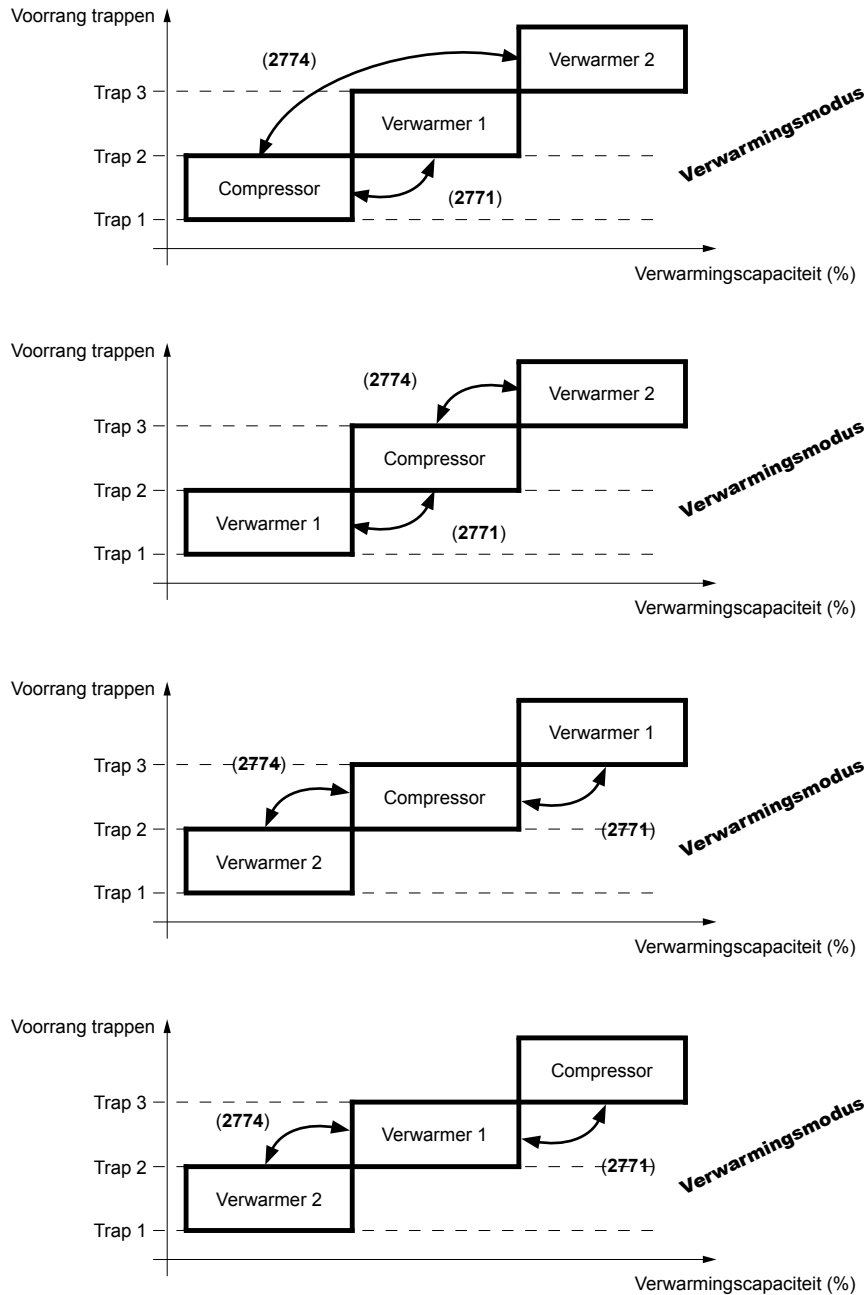 Voorrang trappen
(2774)
Verwarmer 2
Trap 3
Verwarmer 1
Verwarmingsmodus
Trap 2
Compressor
(2771)
Trap 1
Verwarmingscapaciteit (%)
Voorrang trappen
(2774)
Verwarmer 2
Trap 3
Compressor
Verwarmingsmodus
Trap 2
Verwarmer 1
(2771)
Trap 1
Verwarmingscapaciteit (%)
Voorrang trappen
Verwarmer 1
Trap 3
(2774)
Compressor
Verwarmingsmodus
Trap 2
(2771)
Verwarmer 2
Trap 1
Verwarmingscapaciteit (%)
Voorrang trappen
Compressor
Trap 3
(2774)
Verwarmer 1
Verwarmingsmodus
Trap 2
(2771)
Verwarmer 2
Trap 1
Verwarmingscapaciteit (%)